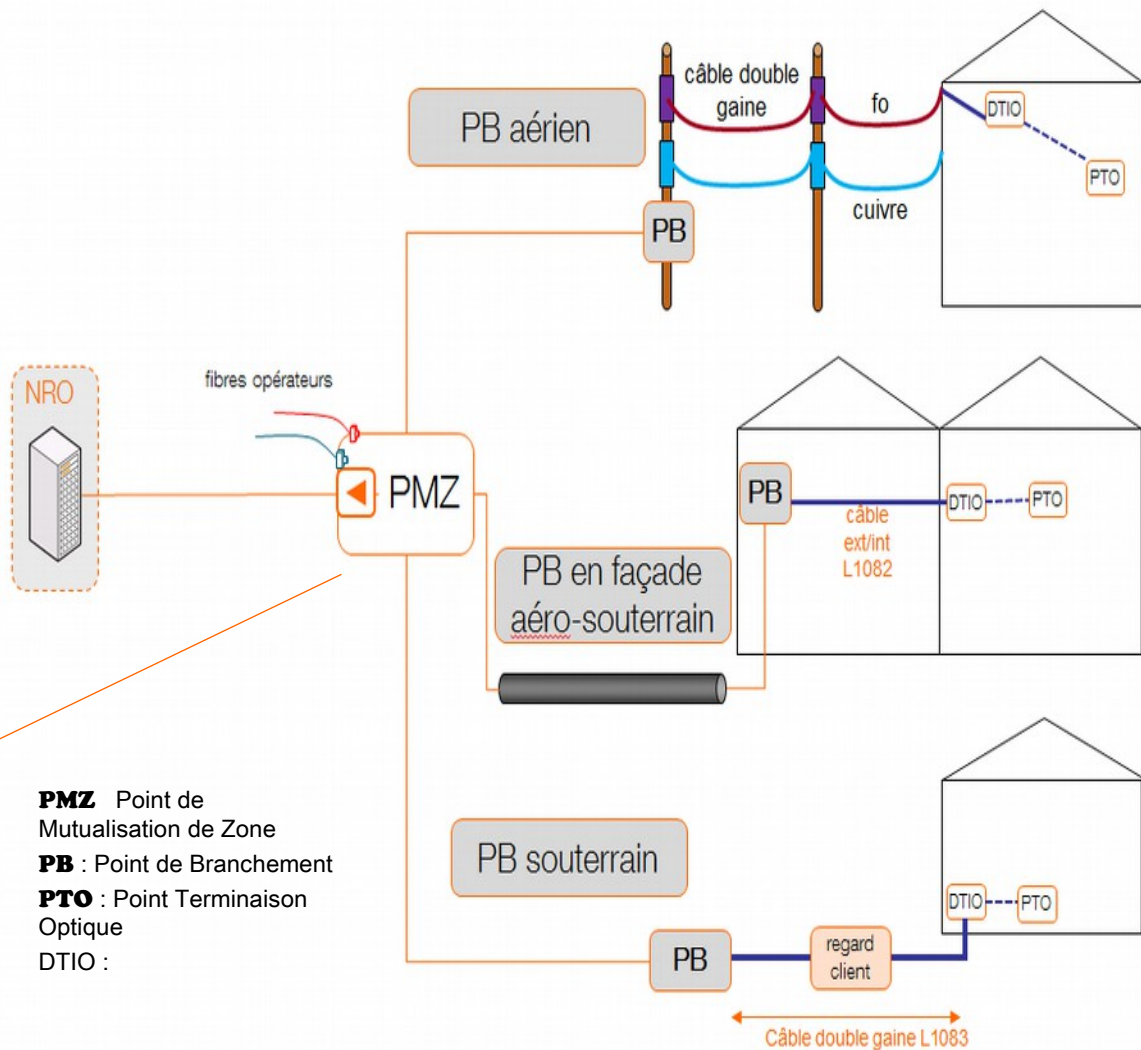 câble double
gaine
fo
PB aérien
DTIO
PTO
cuivre
PB
NRO
fibres opérateurs
PMZ
PB
câble
ext/int
L1082
DTIO
PTO
PB en façade
aéro-souterrain
PMZ Point de
Mutualisation de Zone
PB : Point de Branchement
PTO : Point Terminaison
Optique
DTIO :
PB souterrain
DTIO
PTO
PB
regard
client
Câble double gaine L1083